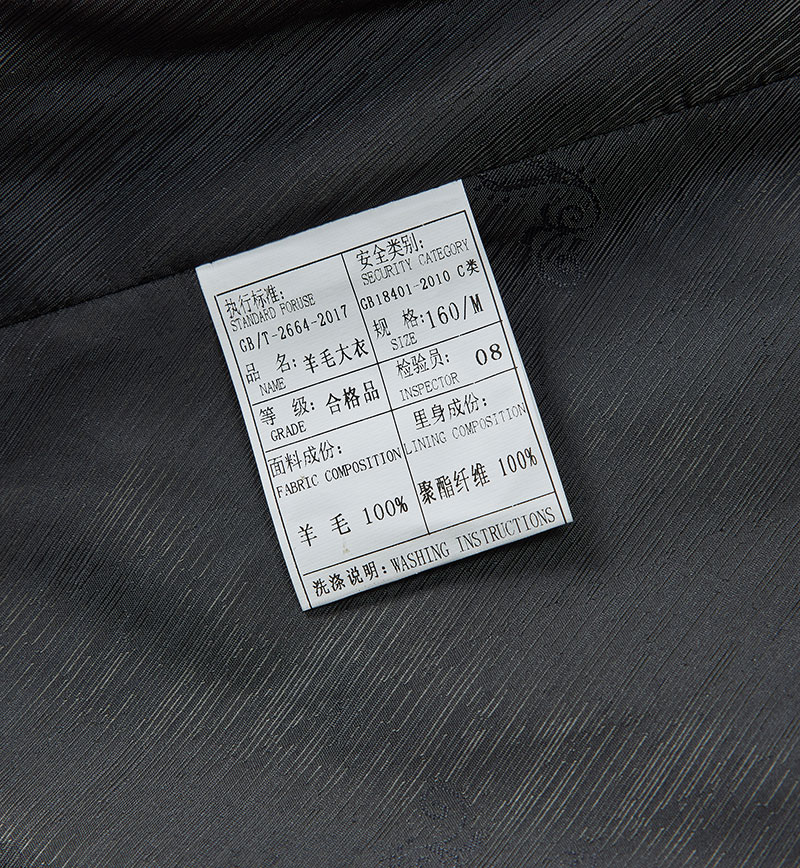 执行标准:
STANDARD FORUSE
GB/T-2664-2017
安全类别:
SECURITY CATEGORY
GB18401-2010 C类
品 名: 羊毛大衣
NAME
规 格: 160/M
SIZE
等 级: 合格品
GRADE
检验员: 08
INSPECTOR
面料成份:
FABRIC COMPOSITION
羊 毛 100%
里身成份:
LINING COMPOSITION
聚酯纤维 100%
洗涤说明: WASHING INSTRUCTIONS